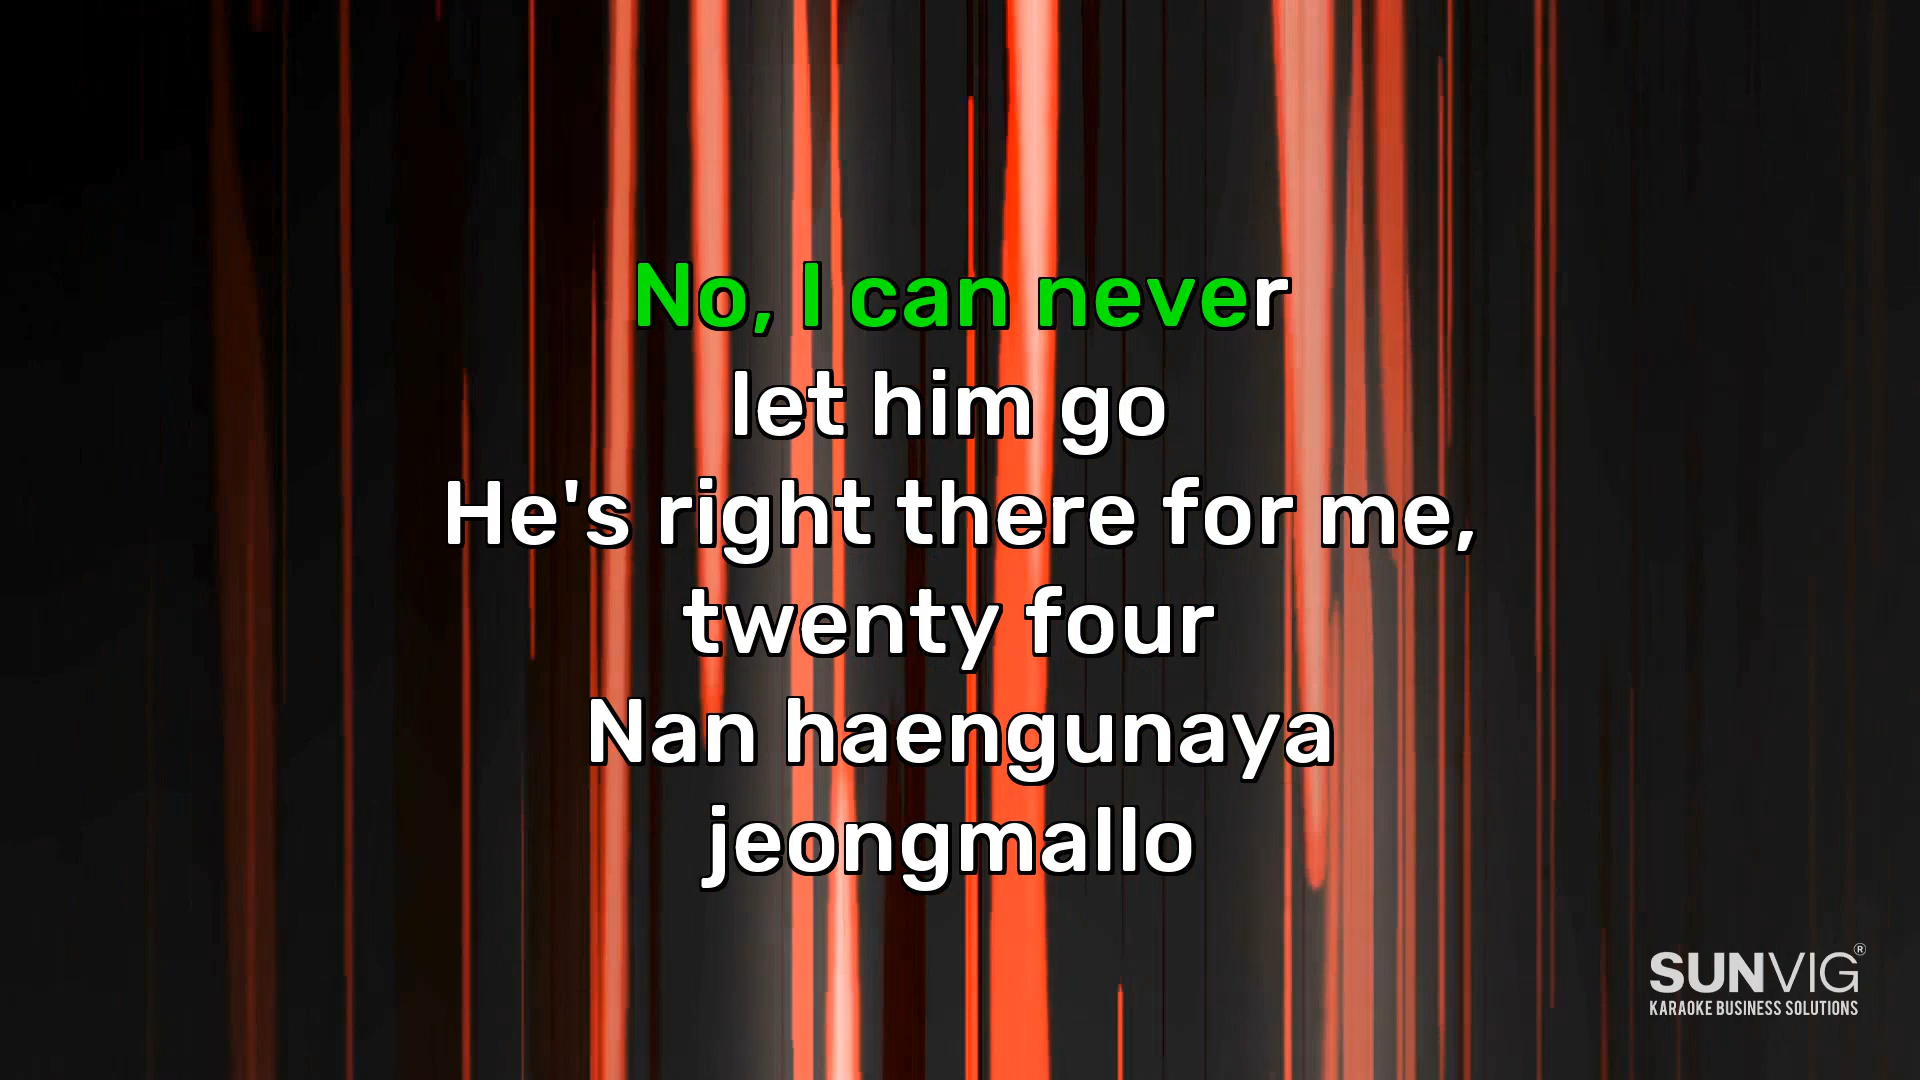 No, I can never
let him go
He's right there for me,
twenty four
Nan haengunaya
jeongmallo
SUNVIG®
KARAOKE BUSINESS SOLUTIONS